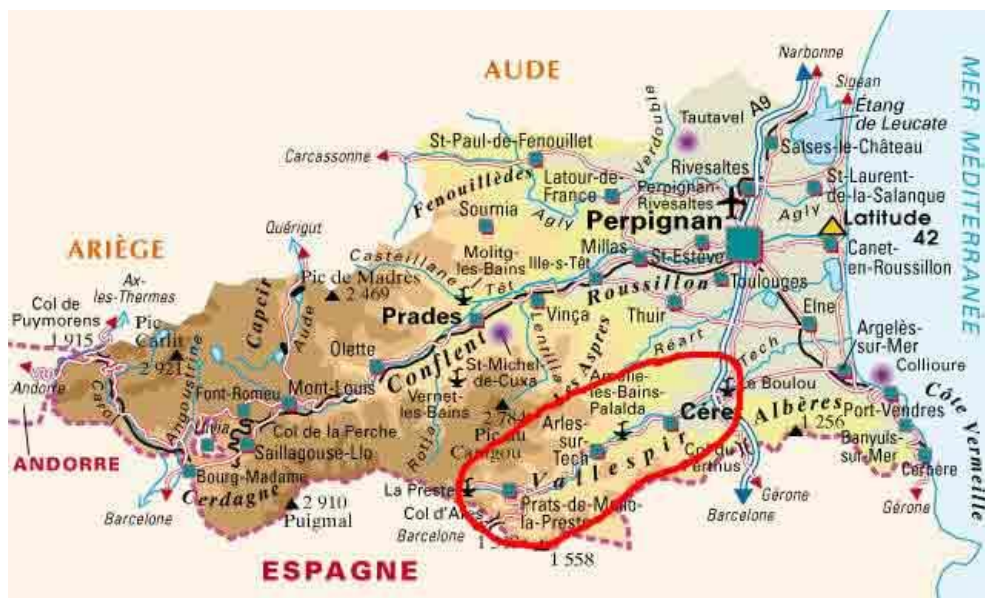 Narbonne
Sigean
AUDE
A9
Étang
de Leucate
MER MÉDITERRANÉE
Tautavel
Verdouble
St-Paul-de-Fenouillet
Salses-le-Château
Carcassonne
Rivesaltes
Latour-de-
France
St-Laurent-
de-la-Salanque
Fenouillèdes
Perpignan-
Rivesaltes
Sournia
Agly
Agly
Perpignan
Latitude
42
Quérigut
ARIÈGE
Molitg-
les-Bains
Millas
St-Estève
Canet-
en-Roussillon
Casteillane
Ille-s-Têt
Pic de Madrès
2 469
Têt
Toulouges
Ax-
les-Thermes
Roussillon
Col de
Puymorens
1 915
Capcir
Prades
Vinça
Thuir
Elne
Pic
Carlit
2 921
Aude
Lentilla
Les Aspres
Réart
Tech
Argelès-
sur-Mer
Olette
Conflent
St-Michel-
de-Cuxa
Collioure
Andorre
Carol
Angoustrine
Font-Romeu
Mont-Louis
Vernet-
les-Bains
Amélie-
les-Bains-
Palalda
Le Boulou
Côte Vermeille
2 784
Pic du
Canigou
Céret
Albères
Port-Vendres
Llivia
Col de la Perche
Arles-
sur-
Tech
1 256
Saillagouse-Llo
Rotja
Vallespir
Col du
Perthus
Banyuls-
sur-Mer
ANDORRE
Bourg-Madame
Cerbère
La Preste
Gérone
Cerdagne
Prats-de-Mollo-
la-Preste
Gérone
2 910
Puigmal
Col d'Ares
Barcelone
Barcelone
Barcelone
1 558
ESPAGNE